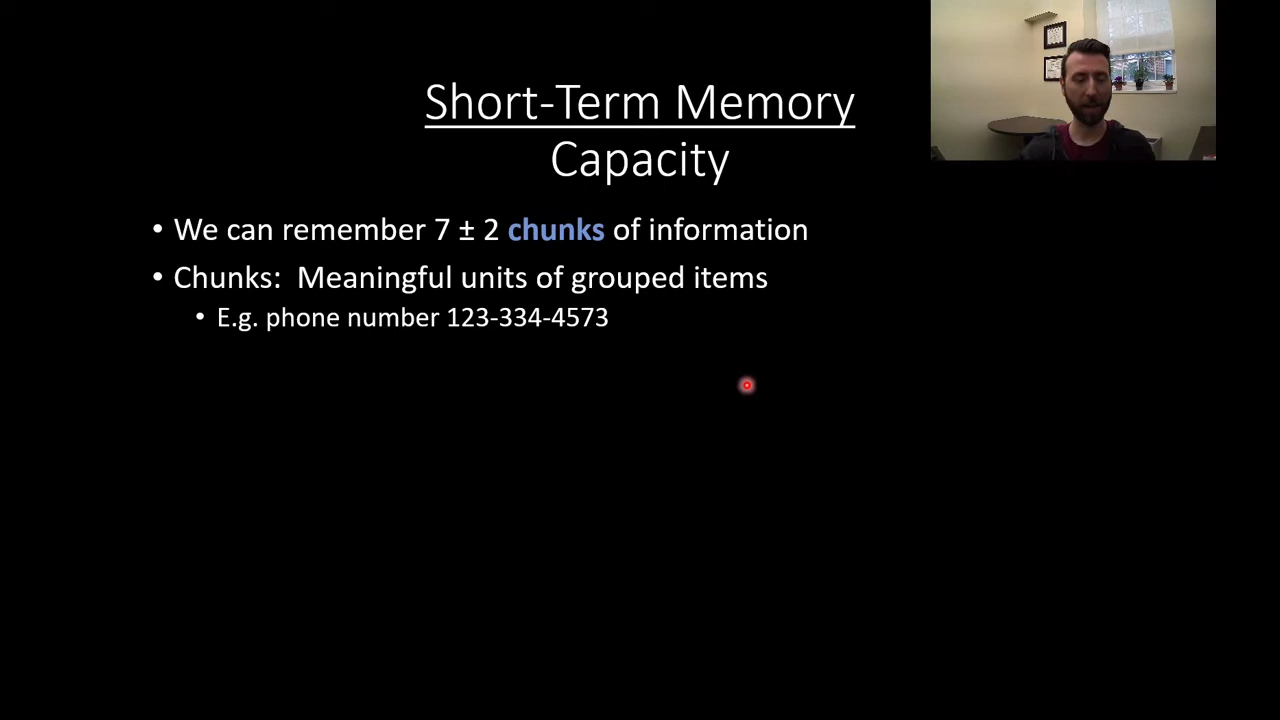 Short-Term Memory
Capacity
• We can remember 7 ± 2 chunks of information
• Chunks:  Meaningful units of grouped items
• E.g. phone number 123-334-4573